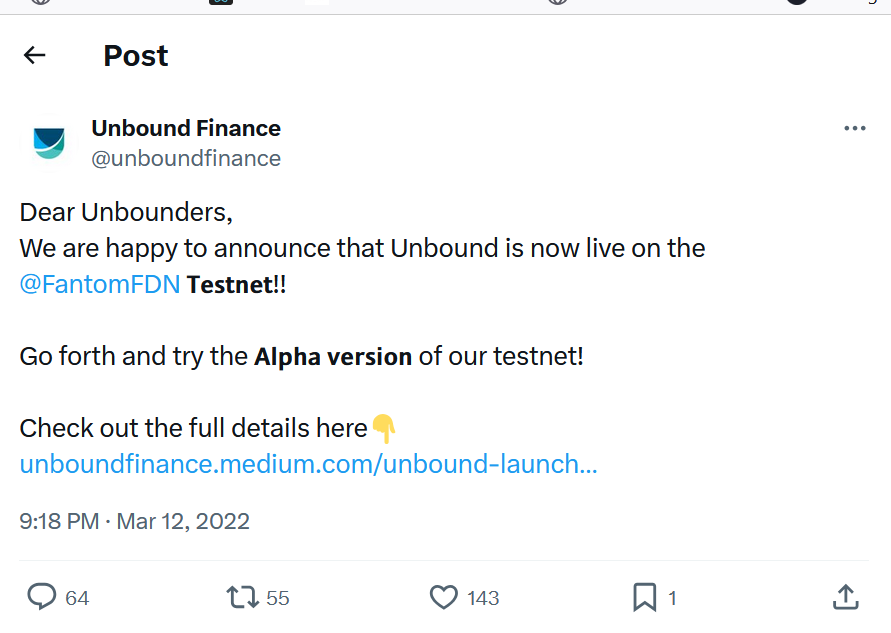 Post
Unbound Finance
@unboundfinance
Dear Unbounders,
We are happy to announce that Unbound is now live on the
@FantomFDN Testnet!!
Go forth and try the Alpha version of our testnet!
Check out the full details here👇
unboundfinance.medium.com/unbound-launch...
9:18 PM · Mar 12, 2022
64 55 143 1